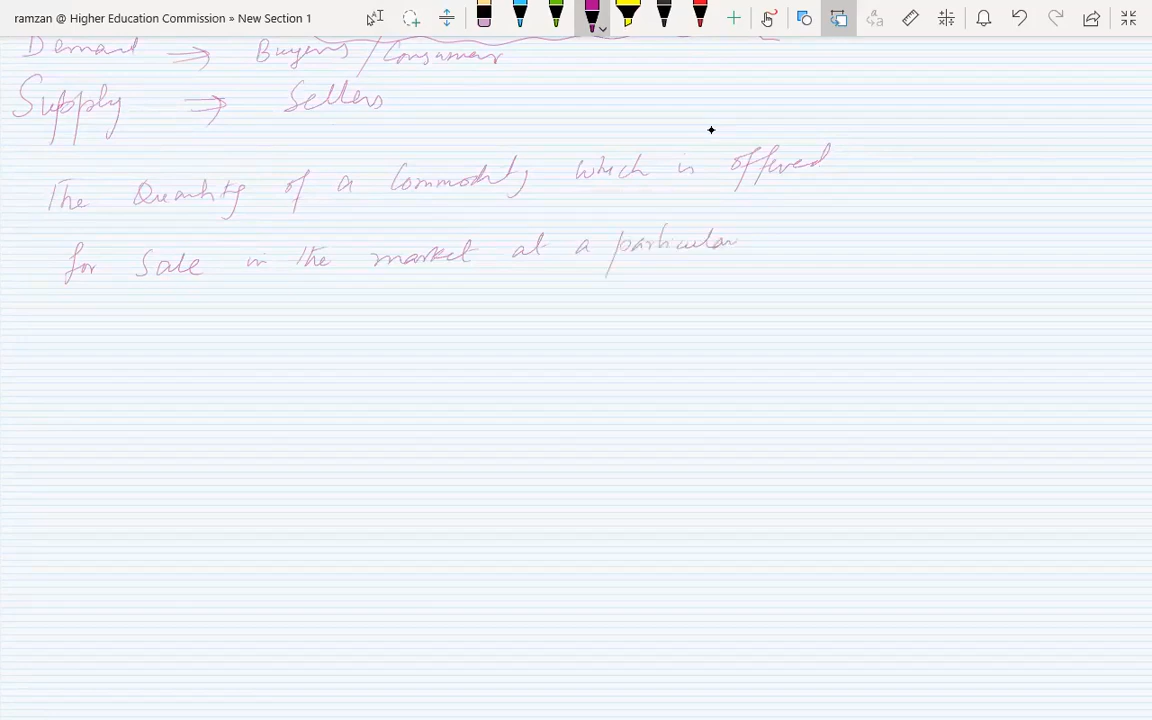 ramzan @ Higher Education Commission » New Section 1
Demand ⇒ Buyers/Consumers
Supply ⇒ Sellers
The Quantity of a Commodity which is offered
for Sale in the market at a particular